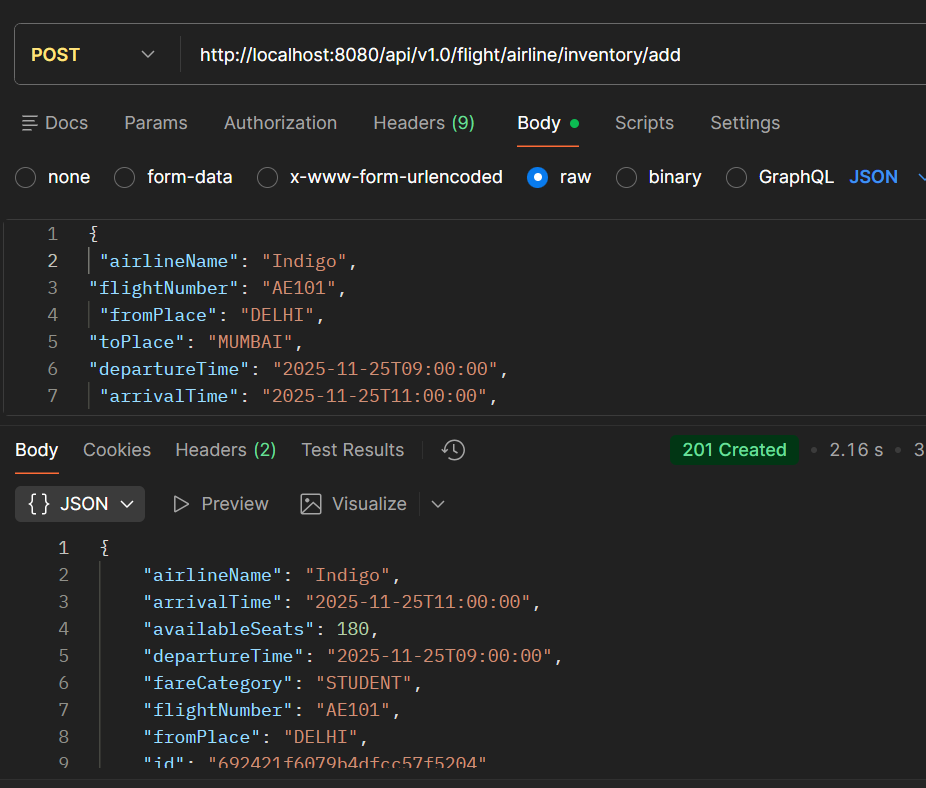 POST http://localhost:8080/api/v1.0/flight/airline/inventory/add
Docs Params Authorization Headers (9) Body Scripts Settings
none form-data x-www-form-urlencoded raw binary GraphQL JSON
1 {
2 "airlineName": "Indigo",
3 "flightNumber": "AE101",
4 "fromPlace": "DELHI",
5 "toPlace": "MUMBAI",
6 "departureTime": "2025-11-25T09:00:00",
7 "arrivalTime": "2025-11-25T11:00:00",
Body Cookies Headers (2) Test Results 201 Created • 2.16 s • 3
{} JSON Preview Visualize
1 {
2 "airlineName": "Indigo",
3 "arrivalTime": "2025-11-25T11:00:00",
4 "availableSeats": 180,
5 "departureTime": "2025-11-25T09:00:00",
6 "fareCategory": "STUDENT",
7 "flightNumber": "AE101",
8 "fromPlace": "DELHI",
9 "id": "692421f6079b4dfcc57f5204"